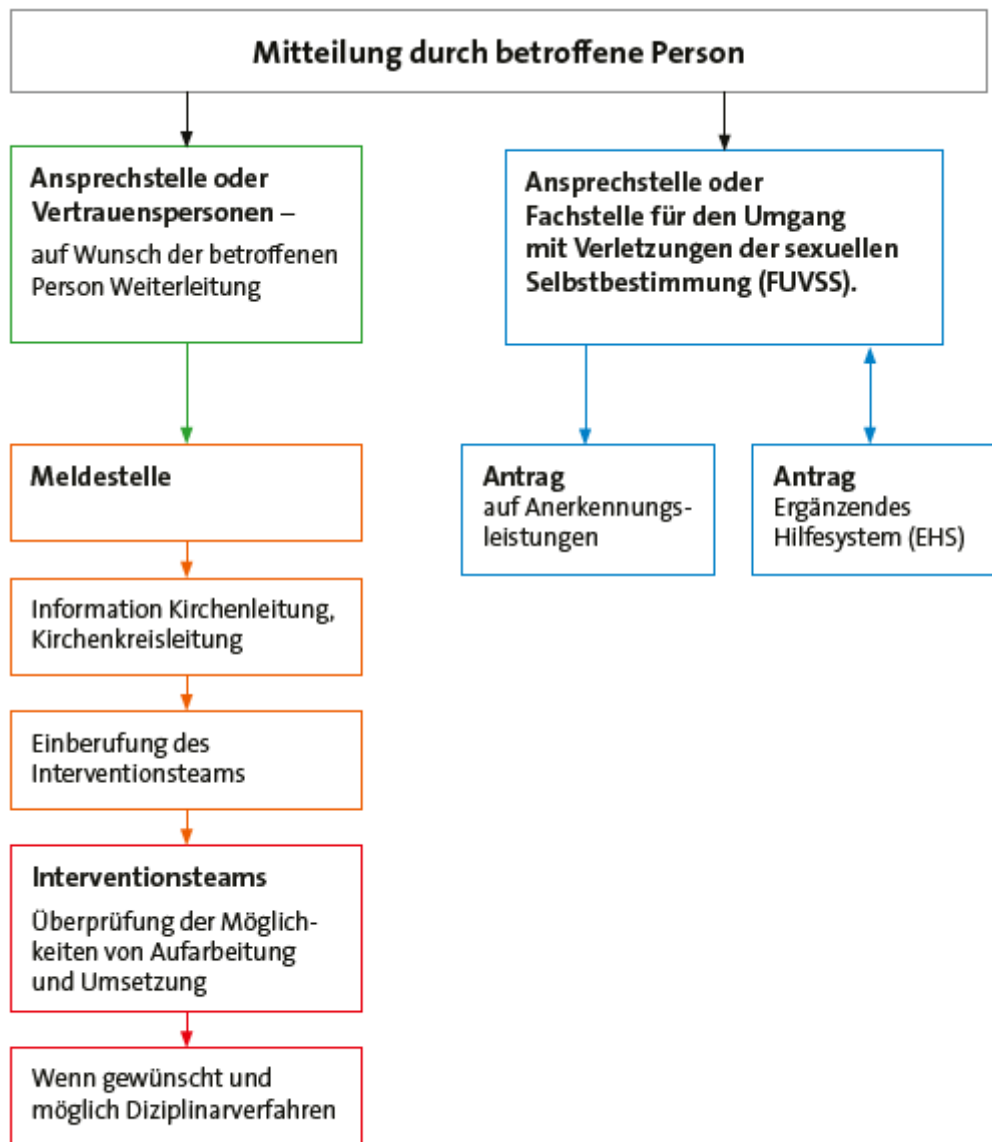 Mitteilung durch betroffene Person
Ansprechstelle oder
Vertrauenspersonen –
auf Wunsch der betroffenen
Person Weiterleitung
Ansprechstelle oder
Fachstelle für den Umgang
mit Verletzungen der sexuellen
Selbstbestimmung (FUVSS).
Meldestelle
Antrag
auf Anerkennungs-
leistungen
Antrag
Ergänzendes
Hilfesystem (EHS)
Information Kirchenleitung,
Kirchenkreisleitung
Einberufung des
Interventionsteams
Interventionsteams
Überprüfung der Möglich-
keiten von Aufarbeitung
und Umsetzung
Wenn gewünscht und
möglich Diziplinarverfahren